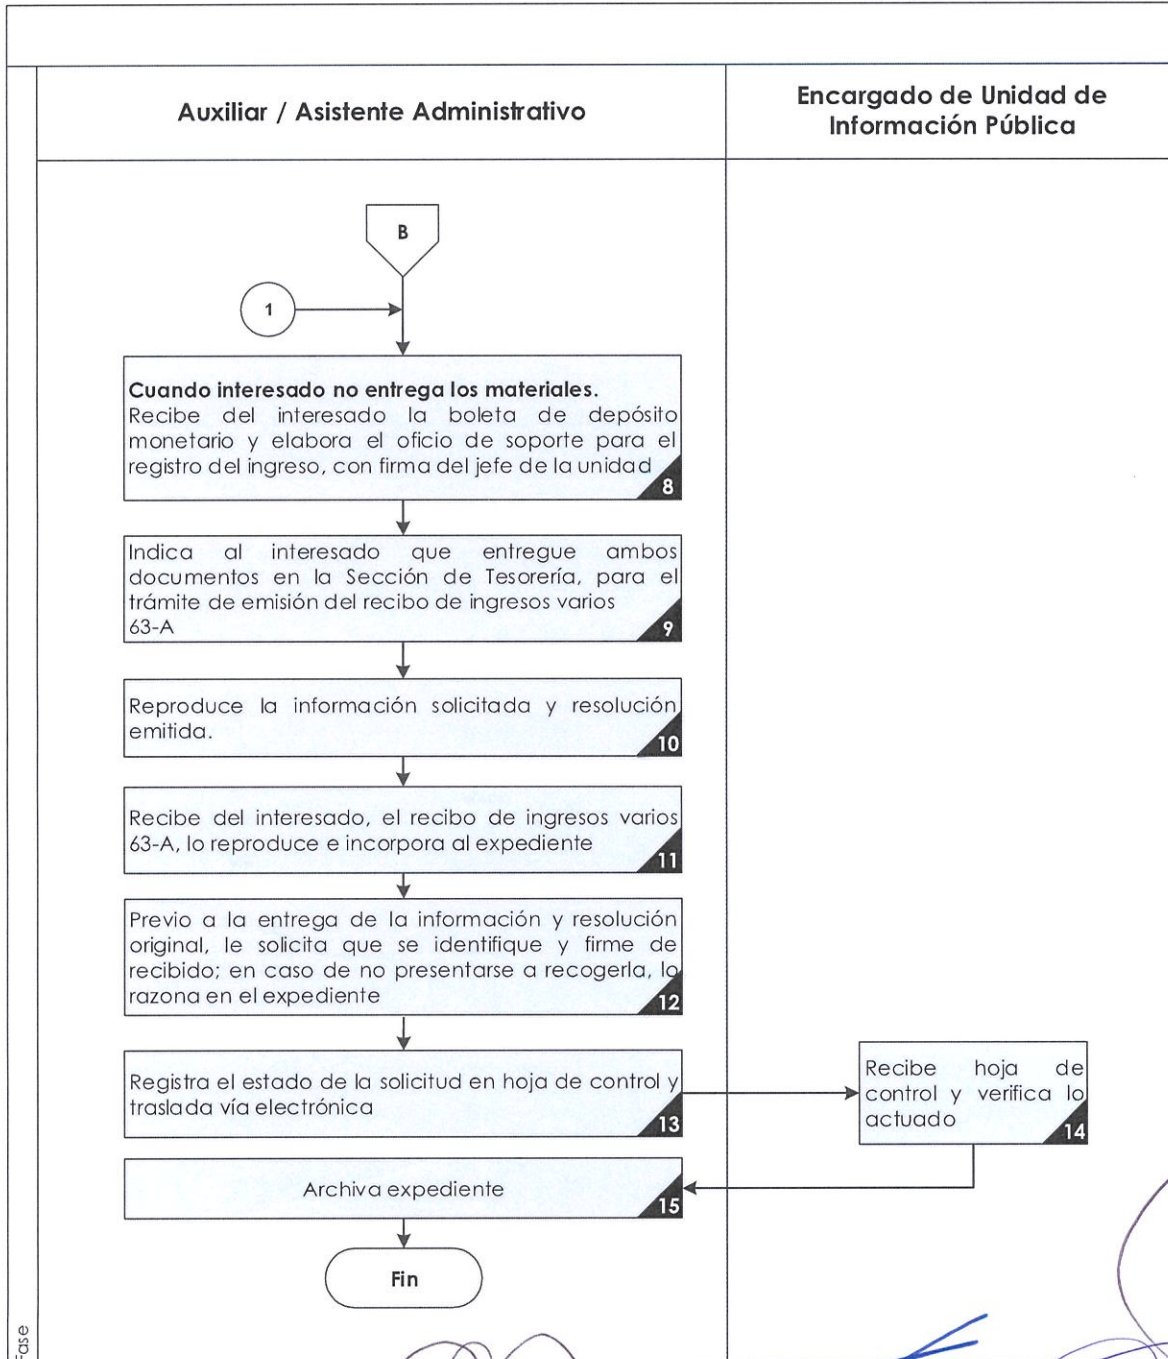 Auxiliar / Asistente Administrativo
Encargado de Unidad de
Información Pública
B
1
Cuando interesado no entrega los materiales.
Recibe del interesado la boleta de depósito
monetario y elabora el oficio de soporte para el
registro del ingreso, con firma del jefe de la unidad
8
Indica al interesado que entregue ambos
documentos en la Sección de Tesorería, para el
trámite de emisión del recibo de ingresos varios
63-A
9
Reproduce la información solicitada y resolución
emitida.
10
Recibe del interesado, el recibo de ingresos varios
63-A, lo reproduce e incorpora al expediente
11
Previo a la entrega de la información y resolución
original, le solicita que se identifique y firme de
recibido; en caso de no presentarse a recogerla, lo
razona en el expediente
12
Registra el estado de la solicitud en hoja de control y
traslada vía electrónica
13
Recibe hoja de
control y verifica lo
actuado
14
Archiva expediente
15
Fin
Fase